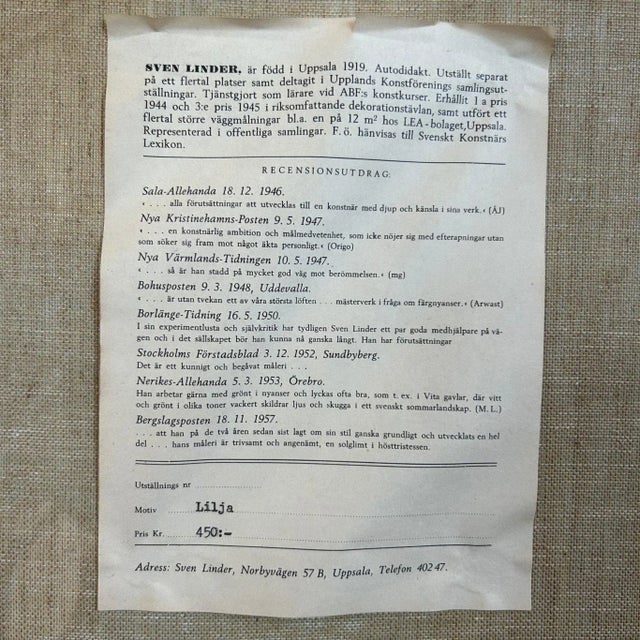 SVEN LINDER, är född i Uppsala 1919. Autodidakt. Utställt separat
på ett flertal platser samt deltagit i Upplands Konstförenings samlingsut-
ställningar. Tjänstgjort som lärare vid ABF:s konstkurser. Erhållit 1 a pris
1944 och 3:e pris 1945 i riksomfattande dekorationstävlan, samt utfört ett
flertal större väggmålningar bl.a. en på 12 m² hos LEA-bolaget, Uppsala.
Representerad i offentliga samlingar. F. ö. hänvisas till Svenskt Konstnärs
Lexikon.
RECENSIONSUTDRAG:
Sala-Allehanda 18. 12. 1946.
« . . . alla förutsättningar att utvecklas till en konstnär med djup och känsla i sina verk.« (ÅJ)
Nya Kristinehamns-Posten 9. 5. 1947.
« . . . en konstnärlig ambition och målmedvetenhet, som icke nöjer sig med efterapningar utan
som söker sig fram mot något äkta personligt.« (Origo)
Nya Värmlands-Tidningen 10. 5. 1947.
« . . . så är han stadd på mycket god väg mot berömmelsen.« (mg)
Bohusposten 9. 3. 1948, Uddevalla.
« . . . är utan tvekan ett av våra största löften . . . mästerverk i fråga om färgnyanser.« (Arwast)
Borlänge-Tidning 16. 5. 1950.
I sin experimentlusta och självkritik har tydligen Sven Linder ett par goda medhjälpare på vä-
gen och i det sällskapet bör han kunna nå ganska långt. Han har förutsättningar
Stockholms Förstadsblad 3. 12. 1952, Sundbyberg.
Det är ett kunnigt och begåvat måleri . . .
Nerikes-Allehanda 5. 3. 1953, Örebro.
Han arbetar gärna med grönt i nyanser och lyckas ofta bra, som t. ex. i Vita gavlar, där vitt
och grönt i olika toner vackert skildrar ljus och skugga i ett svenskt sommarlandskap. (M. L.)
Bergslagsposten 18. 11. 1957.
. . . att han på de två åren sedan sist lagt om sin stil ganska grundligt och utvecklats en hel
del . . . hans måleri är trivsamt och angenämt, en solglimt i hösttristessen.
Utställnings nr ....................
Motiv ........ Lilja
Pris Kr. ........ 450:-
Adress: Sven Linder, Norbyvägen 57 B, Uppsala, Telefon 402 47.